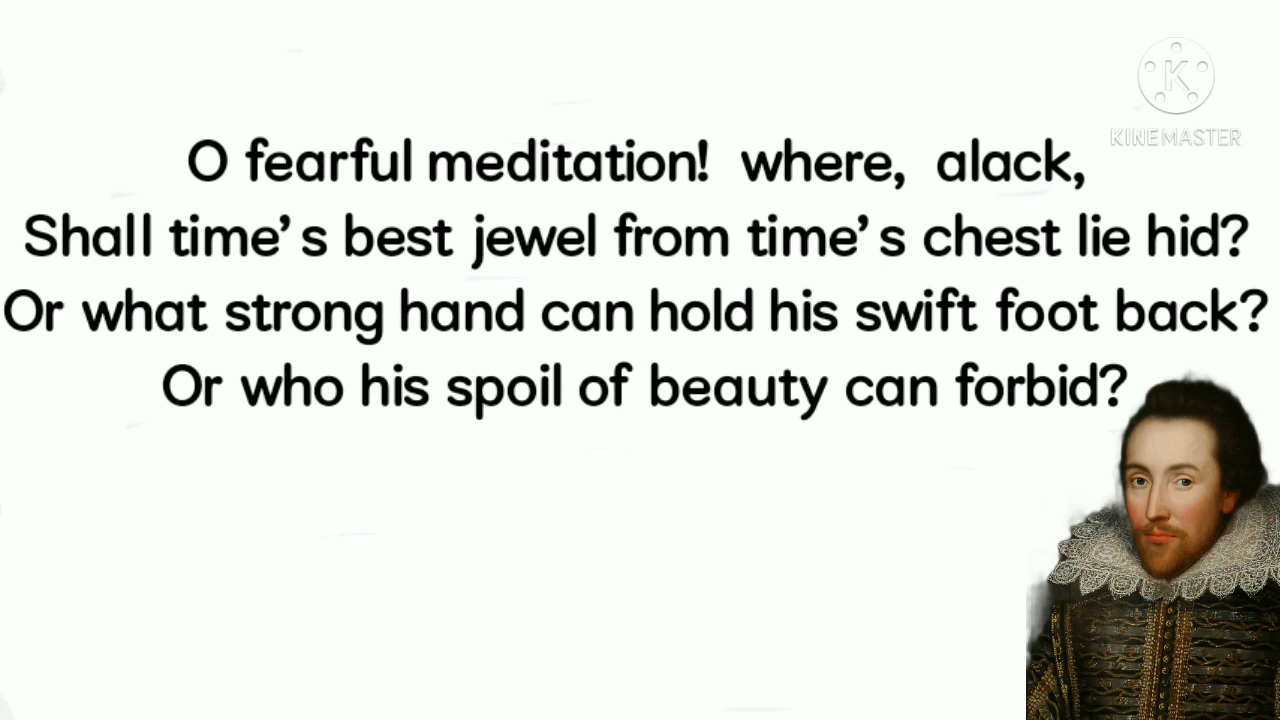 K
KINEMASTER
O fearful meditation! where, alack,
Shall time's best jewel from time's chest lie hid?
Or what strong hand can hold his swift foot back?
Or who his spoil of beauty can forbid?